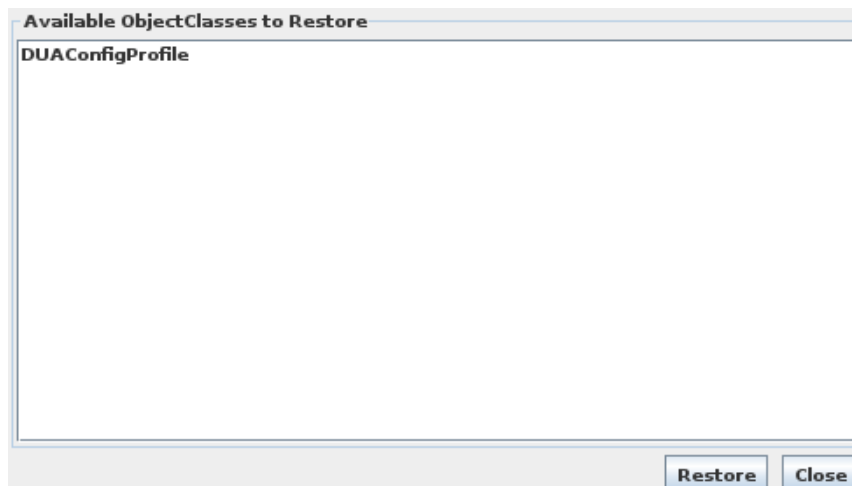 Available ObjectClasses to Restore
DUAConfigProfile
Restore
Close